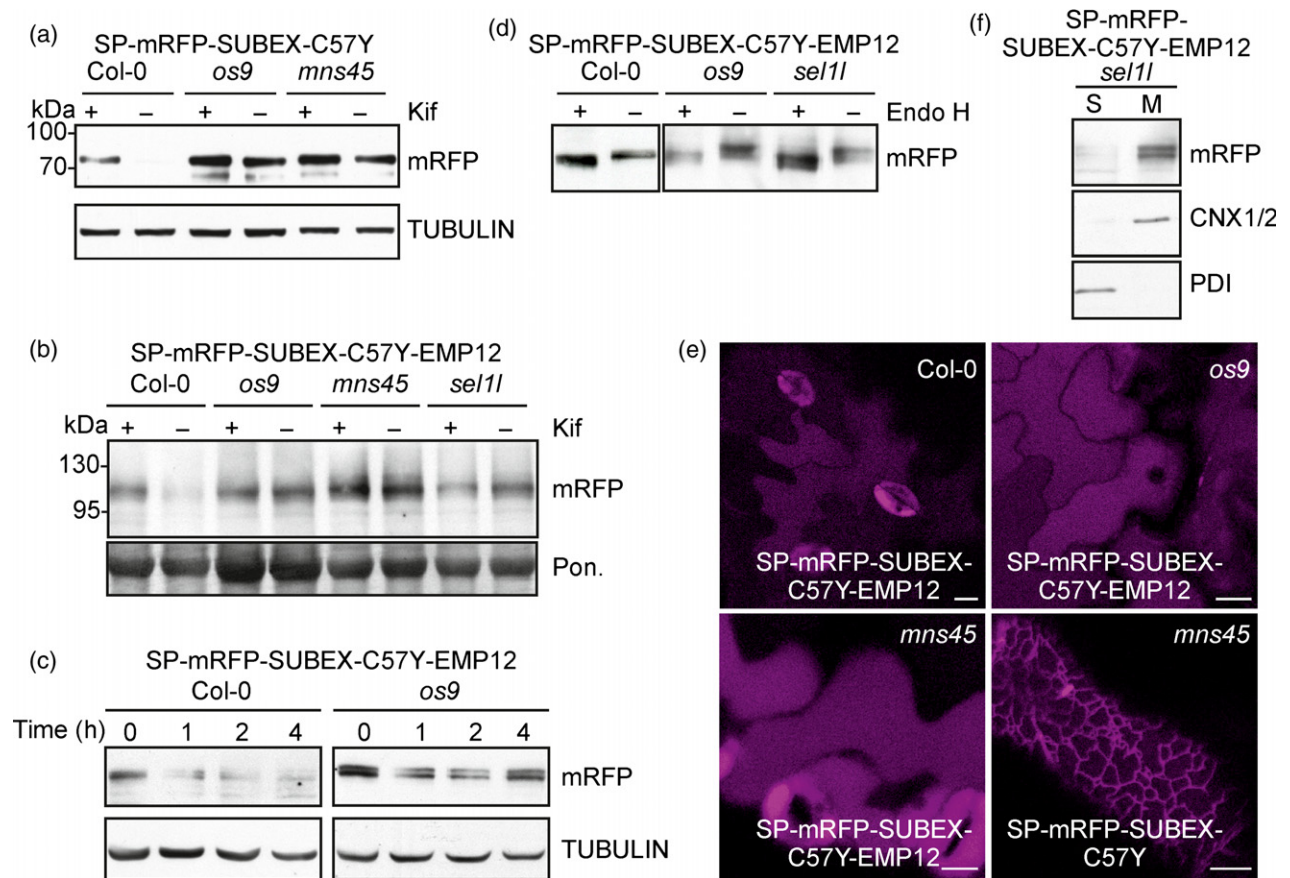 (a)
SP-mRFP-SUBEX-C57Y
Col-0 os9 mns45
kDa + − + − + − Kif
100-
70-
mRFP
TUBULIN
(b)
SP-mRFP-SUBEX-C57Y-EMP12
Col-0 os9 mns45 sel1l
kDa + − + − + − + − Kif
130-
95-
mRFP
Pon.
(c)
SP-mRFP-SUBEX-C57Y-EMP12
Col-0 os9
Time (h) 0 1 2 4 0 1 2 4
mRFP
TUBULIN
(d)
SP-mRFP-SUBEX-C57Y-EMP12
Col-0 os9 sel1l
+ − + − + − Endo H
mRFP
(e)
Col-0
SP-mRFP-SUBEX-
C57Y-EMP12
os9
SP-mRFP-SUBEX-
C57Y-EMP12
mns45
SP-mRFP-SUBEX-
C57Y-EMP12
mns45
SP-mRFP-SUBEX-
C57Y
(f)
SP-mRFP-
SUBEX-C57Y-EMP12
sel1l
S M
mRFP
CNX1/2
PDI